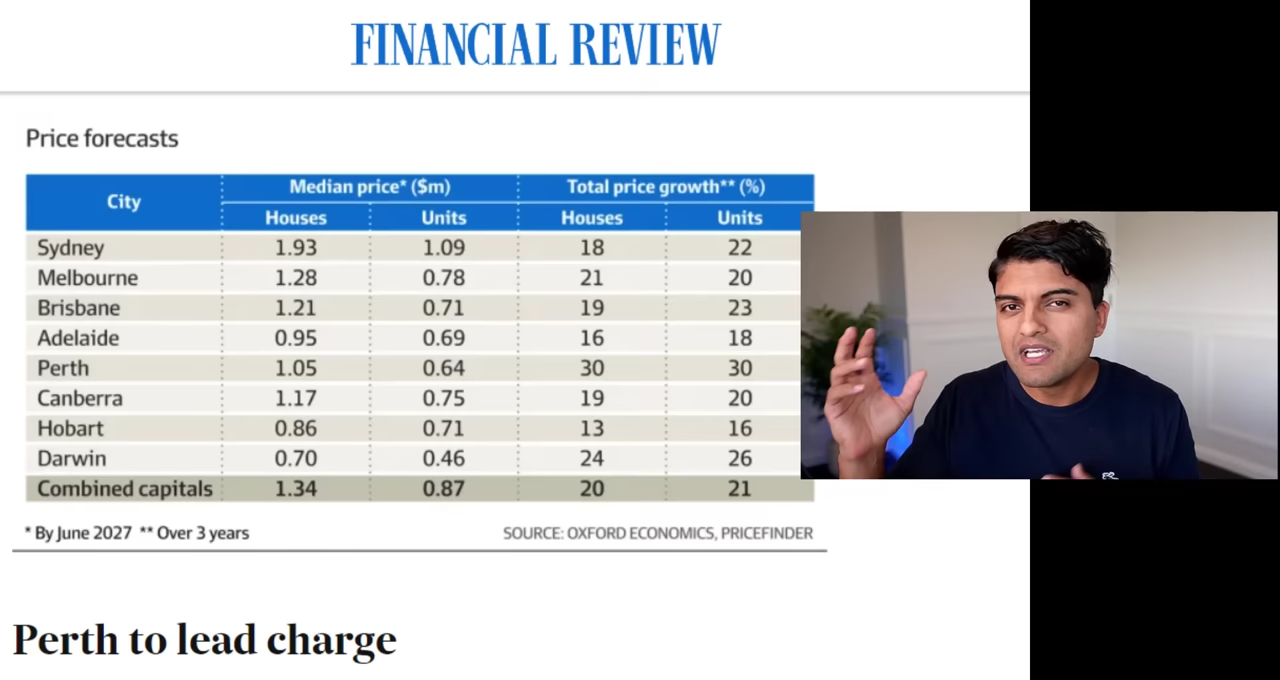 FINANCIAL REVIEW
Price forecasts
City Median price* ($m) Total price growth** (%)
Houses Units Houses Units
Sydney 1.93 1.09 18 22
Melbourne 1.28 0.78 21 20
Brisbane 1.21 0.71 19 23
Adelaide 0.95 0.69 16 18
Perth 1.05 0.64 30 30
Canberra 1.17 0.75 19 20
Hobart 0.86 0.71 13 16
Darwin 0.70 0.46 24 26
Combined capitals 1.34 0.87 20 21
* By June 2027 ** Over 3 years SOURCE: OXFORD ECONOMICS, PRICEFINDER
Perth to lead charge